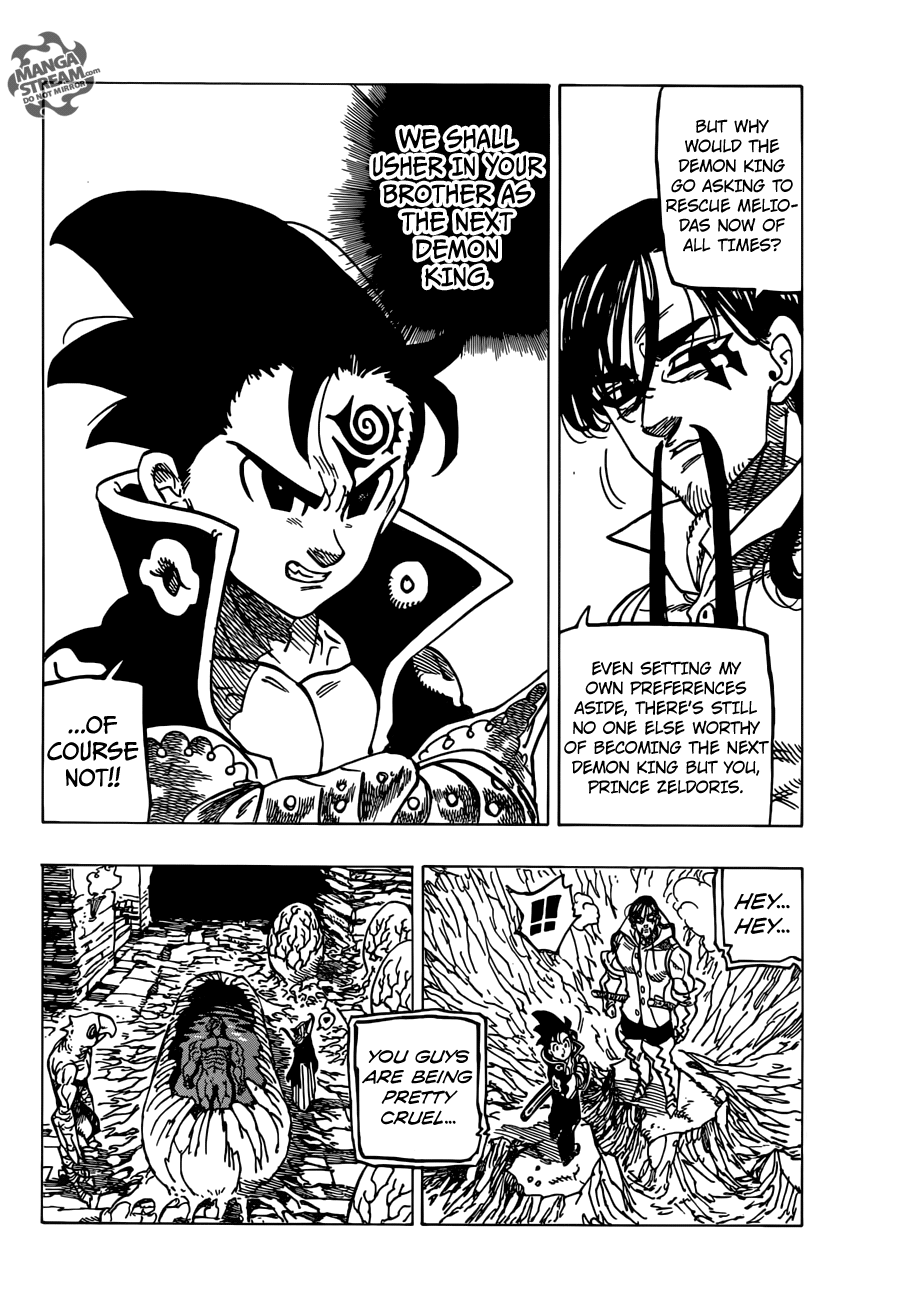 MANGA
STREAM.com
DO NOT MIRROR
BUT WHY
WOULD THE
DEMON KING
GO ASKING TO
RESCUE MELIO-
DAS NOW OF
ALL TIMES?
EVEN SETTING MY
OWN PREFERENCES
ASIDE, THERE'S STILL
NO ONE ELSE WORTHY
OF BECOMING THE NEXT
DEMON KING BUT YOU,
PRINCE ZELDORIS.
WE SHALL
USHER IN YOUR
BROTHER AS
THE NEXT
DEMON
KING.
...OF
COURSE
NOT!!
HEY...
HEY...
!!
YOU GUYS
ARE BEING
PRETTY
CRUEL...